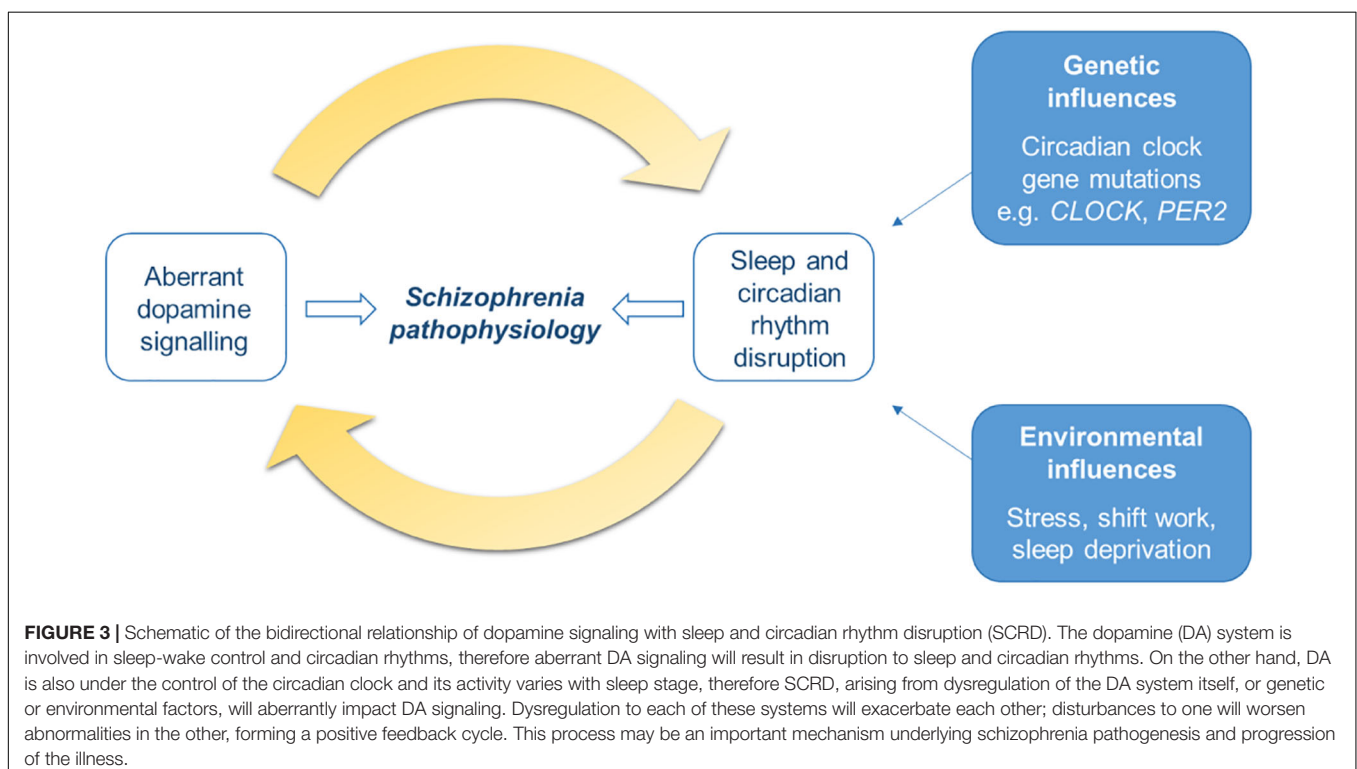 Genetic
influences
Circadian clock
gene mutations
e.g. CLOCK, PER2
Aberrant
dopamine
signalling
Schizophrenia
pathophysiology
Sleep and
circadian
rhythm
disruption
Environmental
influences
Stress, shift work,
sleep deprivation
FIGURE 3 | Schematic of the bidirectional relationship of dopamine signaling with sleep and circadian rhythm disruption (SCRD). The dopamine (DA) system is
involved in sleep-wake control and circadian rhythms, therefore aberrant DA signaling will result in disruption to sleep and circadian rhythms. On the other hand, DA
is also under the control of the circadian clock and its activity varies with sleep stage, therefore SCRD, arising from dysregulation of the DA system itself, or genetic
or environmental factors, will aberrantly impact DA signaling. Dysregulation to each of these systems will exacerbate each other; disturbances to one will worsen
abnormalities in the other, forming a positive feedback cycle. This process may be an important mechanism underlying schizophrenia pathogenesis and progression
of the illness.